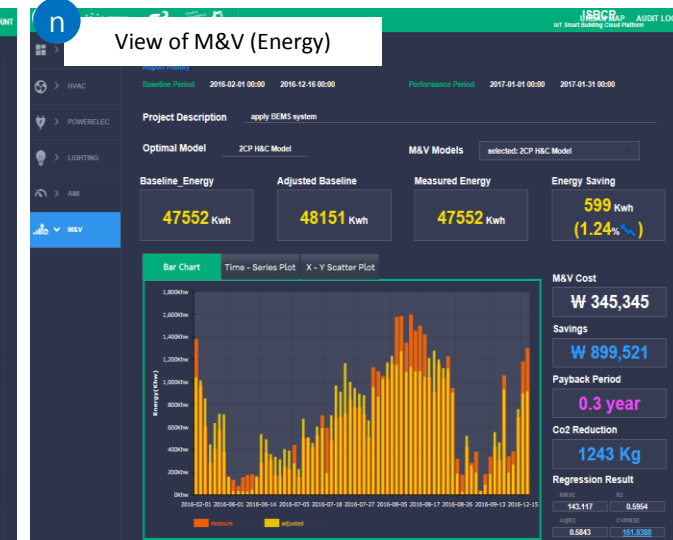 UNT
n
View of M&V (Energy)
ISBCP
IoT Smart Building Cloud Platform
MAP AUDIT LOG
Report History
Baseline Period 2016-02-01 00:00 2016-12-16 00:00 Performance Period 2017-01-01 00:00 2017-01-31 00:00
> HVAC
> POWERELEC
> LIGHTING
> AMI
M&V
Project Description apply BEMS system
Optimal Model 2CP H&C Model M&V Models selected: 2CP H&C Model
Baseline_Energy Adjusted Baseline Measured Energy Energy Saving
47552 Kwh 48151 Kwh 47552 Kwh 599 Kwh
(1.24% )
Bar Chart Time - Series Plot X - Y Scatter Plot
Energy(Khw)
1,800Khw
1,600Khw
1,400Khw
1,200Khw
1,000Khw
800Khw
600Khw
400Khw
200Khw
0Khw
2016-02-01 2016-06-01 2016-06-14 2016-07-05 2016-07-18 2016-07-27 2016-08-05 2016-08-17 2016-08-26 2016-09-13 2016-12-15
measure adjusted
M&V Cost
₩ 345,345
Savings
₩ 899,521
Payback Period
0.3 year
Co2 Reduction
1243 Kg
Regression Result
RMSE R2
143.117 0.5954
AdjR2 CVRMSE
0.5843 161.9388